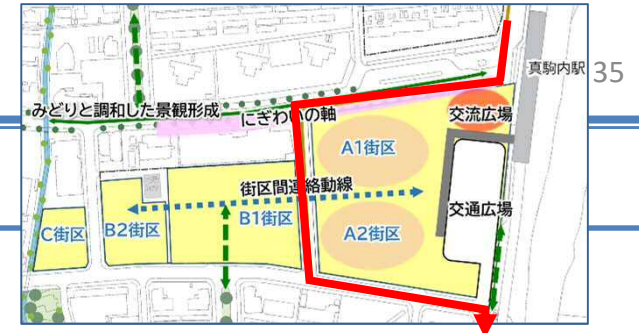 真駒内駅
35
みどりと調和した景観形成
にぎわいの軸
交流広場
A1街区
街区間連絡動線
交通広場
C街区
B2街区
B1街区
A2街区